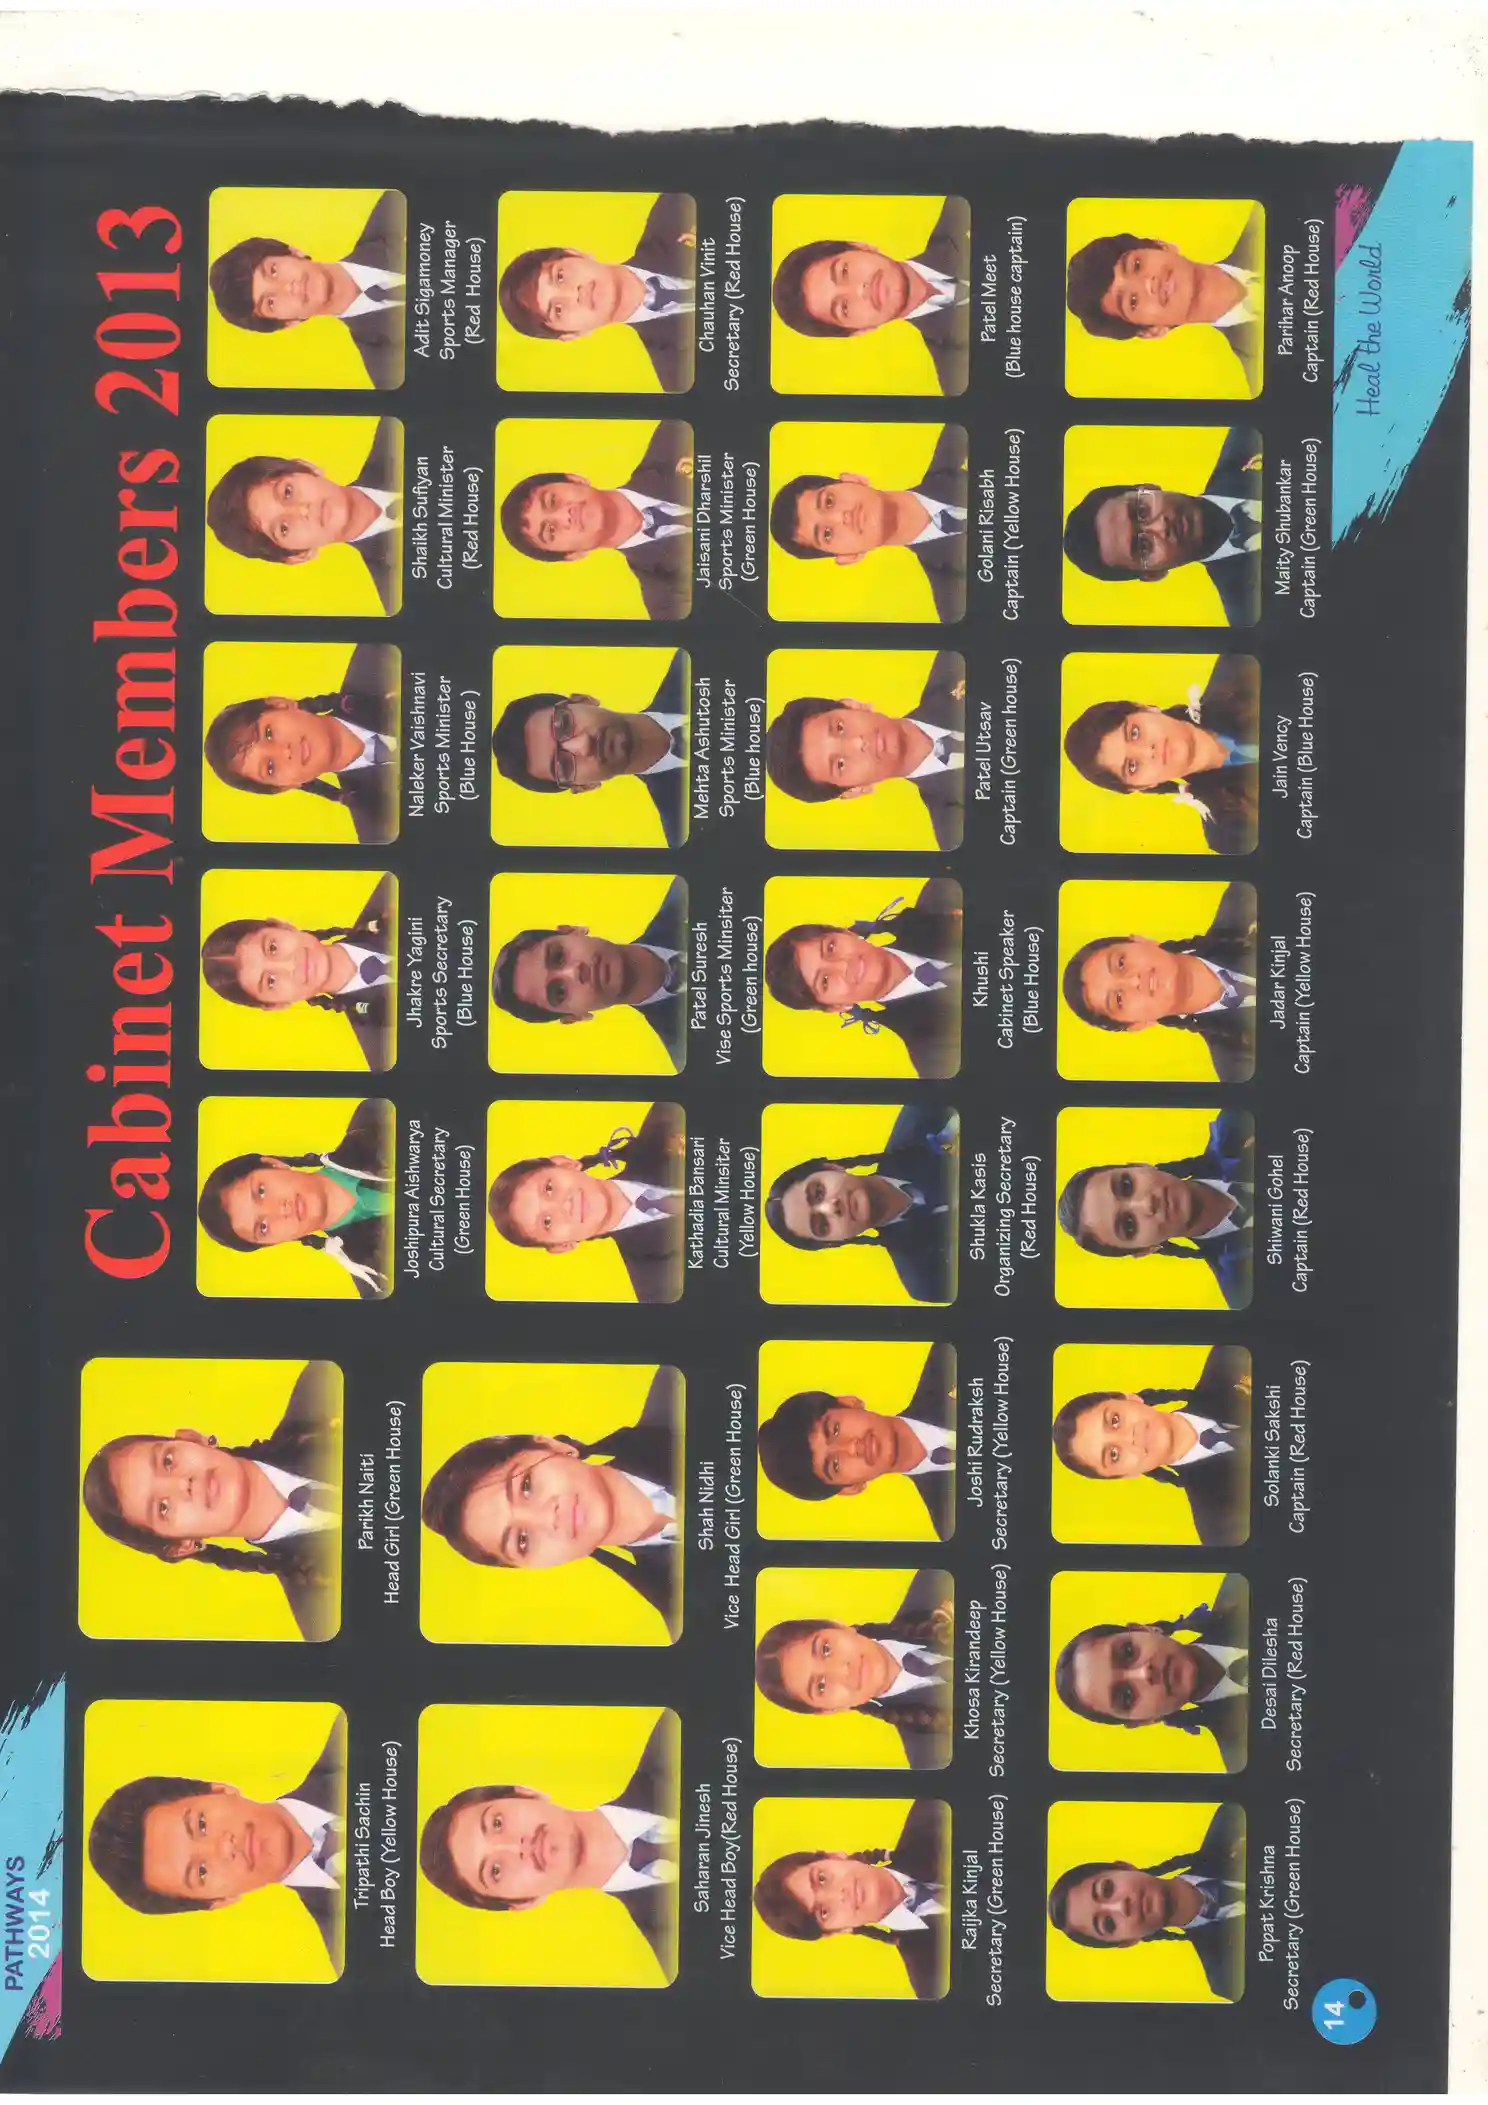 PATHWAYS
2014
Cabinet Members 2013
Tripathi Sachin
Head Boy (Yellow House)
Parikh Naiti
Head Girl (Green House)
Joshipura Aishwarya
Cultural Secretary
(Green House)
Jhakre Yagini
Sports Secretary
(Blue House)
Naleker Vaishnavi
Sports Minister
(Blue House)
Shaikh Sufiyan
Cultural Minister
(Red House)
Adit Sigamoney
Sports Manager
(Red House)
Saharan Jinesh
Vice Head Boy(Red House)
Shah Nidhi
Vice Head Girl (Green House)
Kathadia Bansari
Cultural Minsiter
(Yellow House)
Patel Suresh
Vise Sports Minsiter
(Green house)
Mehta Ashutosh
Sports Minister
(Blue house)
Jaisani Dharshil
Sports Minister
(Green House)
Chauhan Vinit
Secretary (Red House)
Raijka Kinjal
Secretary (Green House)
Khosa Kirandeep
Secretary (Yellow House)
Joshi Rudraksh
Secretary (Yellow House)
Shukla Kasis
Organizing Secretary
(Red House)
Khushi
Cabinet Speaker
(Blue House)
Patel Utsav
Captain (Green house)
Golani Risabh
Captain (Yellow House)
Patel Meet
(Blue house captain)
Popat Krishna
Secretary (Green House)
Desai Dilesha
Secretary (Red House)
Solanki Sakshi
Captain (Red House)
Shiwani Gohel
Captain (Red House)
Jadar Kinjal
Captain (Yellow House)
Jain Vency
Captain (Blue House)
Maity Shubankar
Captain (Green House)
Parihar Anoop
Captain (Red House)
14
Heal the World